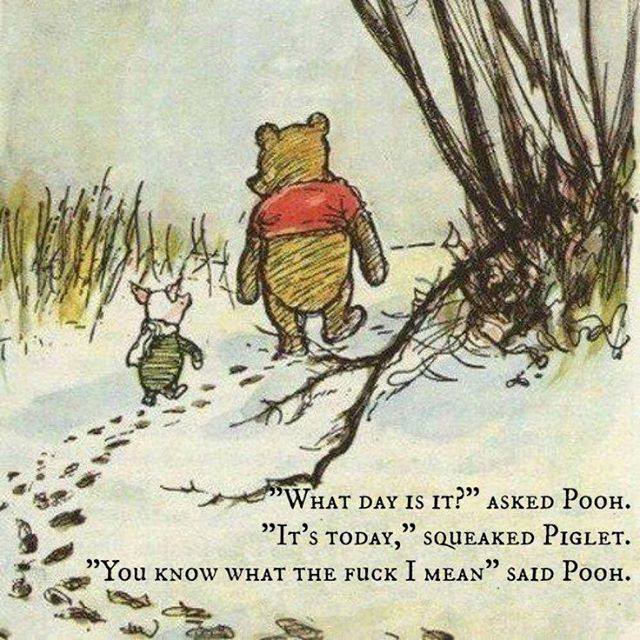 "What day is it?" asked Pooh.
"It's today," squeaked Piglet.
"You know what the fuck I mean" said Pooh.